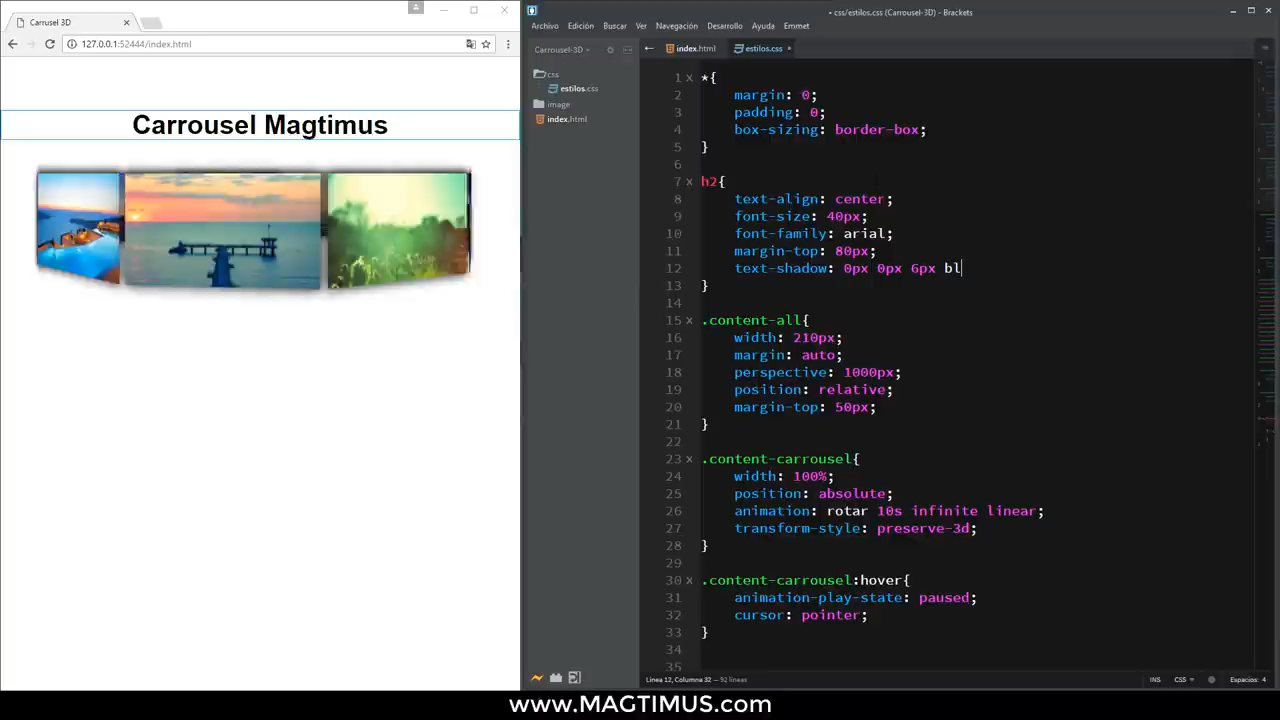 Carrusel 3D
127.0.0.1:52444/index.html
Carrousel Magtimus
• css/estilos.css (Carrousel-3D) - Brackets
Archivo Edición Buscar Ver Navegación Desarrollo Ayuda Emmet
Carrousel-3D
css
estilos.css
image
index.html
index.html estilos.css
1 *{
2 margin: 0;
3 padding: 0;
4 box-sizing: border-box;
5 }
6
7 h2{
8 text-align: center;
9 font-size: 40px;
10 font-family: arial;
11 margin-top: 80px;
12 text-shadow: 0px 0px 6px bl
13 }
14
15 .content-all{
16 width: 210px;
17 margin: auto;
18 perspective: 1000px;
19 position: relative;
20 margin-top: 50px;
21 }
22
23 .content-carrousel{
24 width: 100%;
25 position: absolute;
26 animation: rotar 10s infinite linear;
27 transform-style: preserve-3d;
28 }
29
30 .content-carrousel:hover{
31 animation-play-state: paused;
32 cursor: pointer;
33 }
34
35
Línea 12, Columna 32 — 92 líneas
INS CSS Espacios: 4
www.MAGTIMUS.com